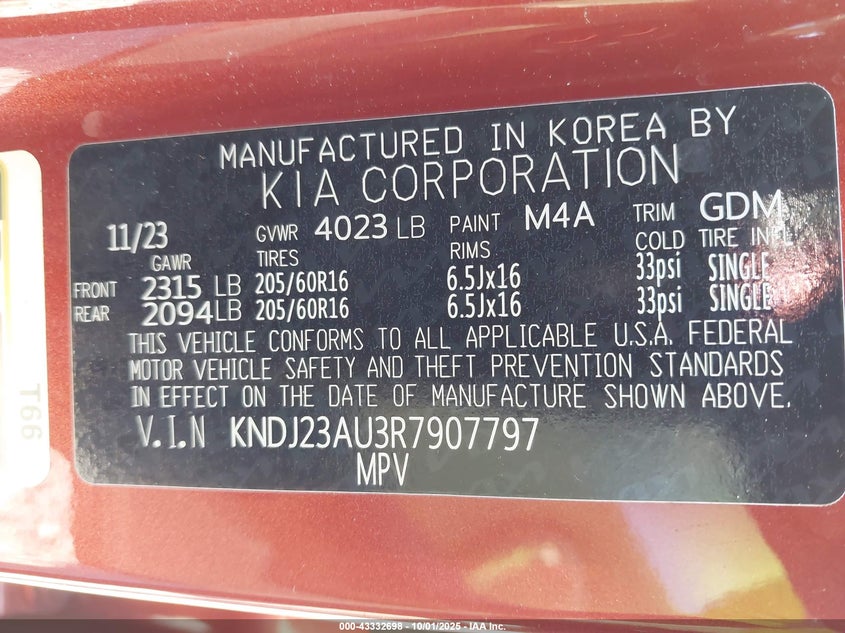 MANUFACTURED IN KOREA BY
KIA CORPORATION
11/23 GVWR 4023 LB PAINT M4A TRIM GDM
GAWR TIRES RIMS COLD TIRE INFL
FRONT 2315 LB 205/60R16 6.5Jx16 33psi SINGLE
REAR 2094 LB 205/60R16 6.5Jx16 33psi SINGLE
THIS VEHICLE CONFORMS TO ALL APPLICABLE U.S.A. FEDERAL
MOTOR VEHICLE SAFETY AND THEFT PREVENTION STANDARDS
IN EFFECT ON THE DATE OF MANUFACTURE SHOWN ABOVE.
V.I.N KNDJ23AU3R7907797
MPV
T66
000-43332698 - 10/01/2025 - IAA Inc.